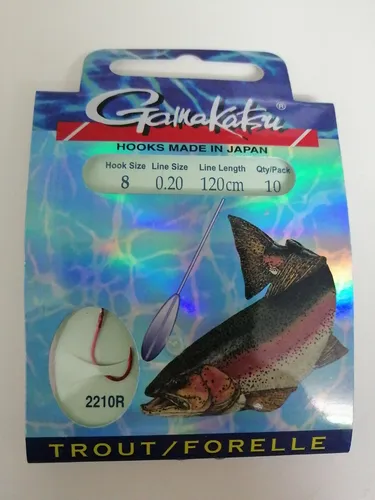 Gamakatsu®
HOOKS MADE IN JAPAN
Hook Size Line Size Line Length Qty/Pack
8 0.20 120cm 10
2210R
TROUT/FORELLE